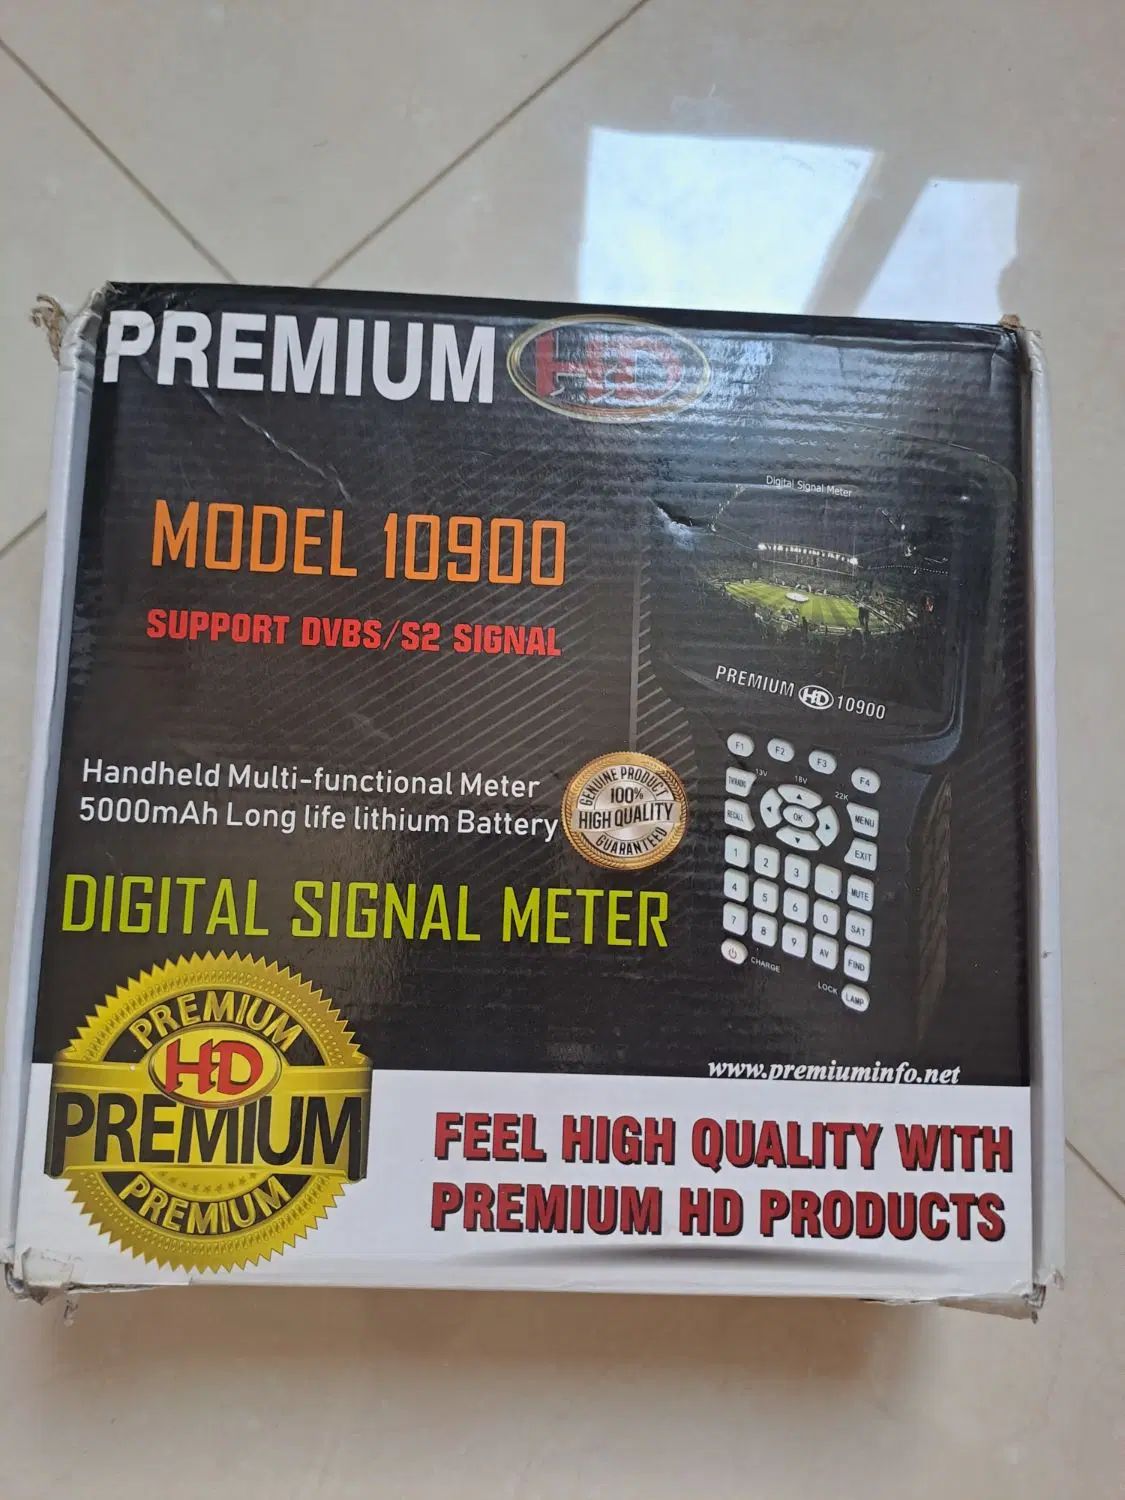 PREMIUM HD
MODEL 10900
SUPPORT DVBS/S2 SIGNAL
Handheld Multi-functional Meter
5000mAh Long life lithium Battery
GENUINE PRODUCT
100%
HIGH QUALITY
GUARANTEED
DIGITAL SIGNAL METER
Digital Signal Meter
PREMIUM HD 10900
F1 F2 F3 F4
13V 18V 22K
TV/RADIO
RECALL
OK
MENU
EXIT
1 2 3 . MUTE
4 5 6 0 SAT
7 8 9 AV FIND
CHARGE
LOCK LAMP
www.premiuminfo.net
PREMIUM
HD
PREMIUM
PREMIUM
FEEL HIGH QUALITY WITH
PREMIUM HD PRODUCTS